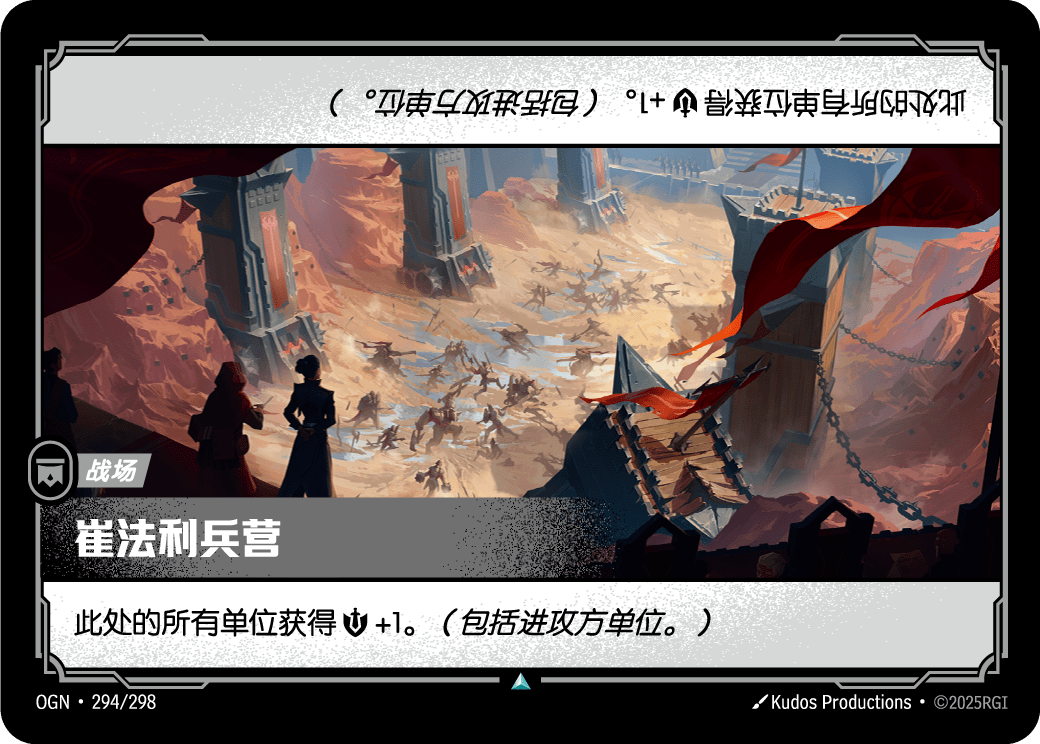 此处的所有单位获得 +1。（包括进攻方单位。）
战场
崔法利兵营
此处的所有单位获得 +1。（包括进攻方单位。）
OGN • 294/298
Kudos Productions • ©2025RGI